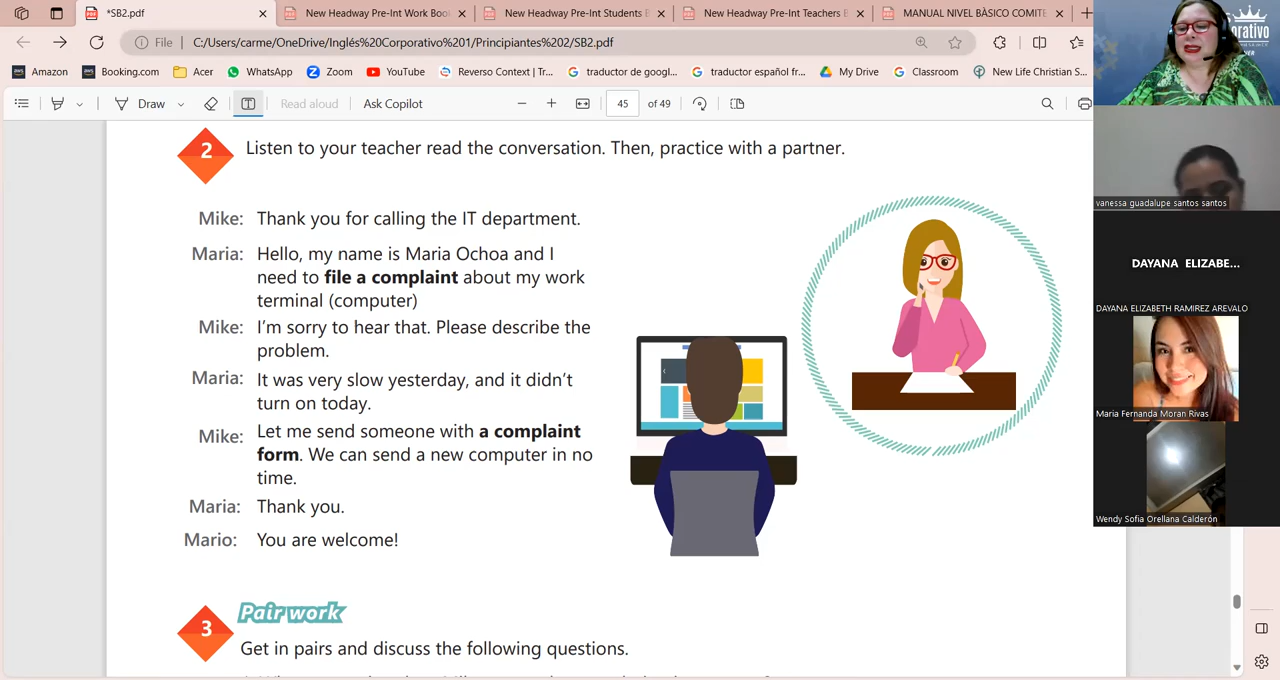 *SB2.pdf
New Headway Pre-Int Work Boo
New Headway Pre-Int Students B
New Headway Pre-Int Teachers B
MANUAL NIVEL BÀSICO COMITE
File
C:/Users/carme/OneDrive/Inglés%20Corporativo%201/Principiantes%202/SB2.pdf
Amazon
Booking.com
Acer
WhatsApp
Zoom
YouTube
Reverso Context | Tr...
traductor de googl...
traductor español fr...
My Drive
Classroom
New Life Christian S...
Draw
Read aloud
Ask Copilot
45
of 49
2
Listen to your teacher read the conversation. Then, practice with a partner.
Mike: Thank you for calling the IT department.
Maria: Hello, my name is Maria Ochoa and I
need to file a complaint about my work
terminal (computer)
Mike: I'm sorry to hear that. Please describe the
problem.
Maria: It was very slow yesterday, and it didn't
turn on today.
Mike: Let me send someone with a complaint
form. We can send a new computer in no
time.
Maria: Thank you.
Mario: You are welcome!
3
Pair work
Get in pairs and discuss the following questions.
orativo
vanessa guadalupe santos santos
DAYANA ELIZABE...
DAYANA ELIZABETH RAMIREZ AREVALO
Maria Fernanda Moran Rivas
Wendy Sofia Orellana Calderón